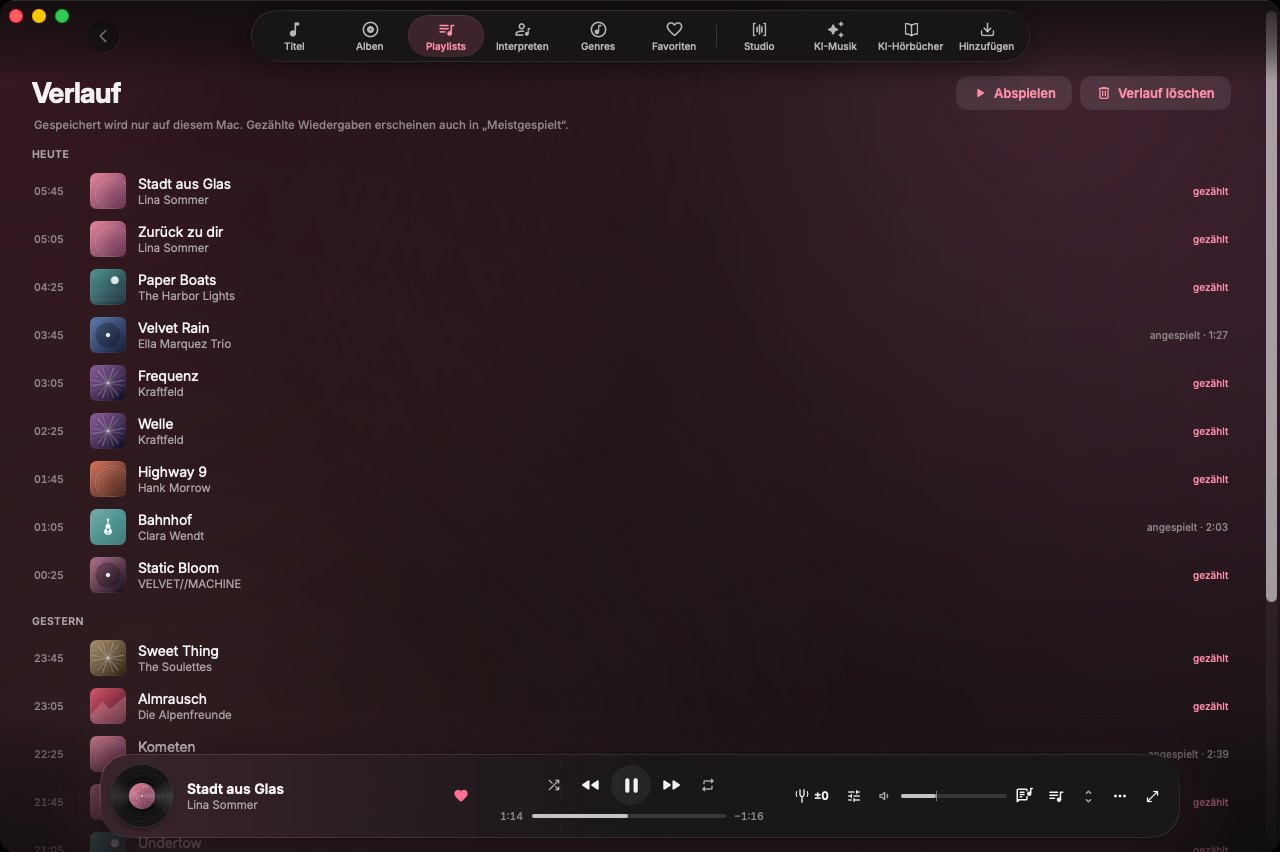 Titel
Alben
Playlists
Interpreten
Genres
Favoriten
Studio
KI-Musik
KI-Hörbücher
Hinzufügen
Verlauf
Abspielen
Verlauf löschen
Gespeichert wird nur auf diesem Mac. Gezählte Wiedergaben erscheinen auch in „Meistgespielt“.
HEUTE
05:45
Stadt aus Glas
Lina Sommer
gezählt
05:05
Zurück zu dir
Lina Sommer
gezählt
04:25
Paper Boats
The Harbor Lights
gezählt
03:45
Velvet Rain
Ella Marquez Trio
angespielt · 1:27
03:05
Frequenz
Kraftfeld
gezählt
02:25
Welle
Kraftfeld
gezählt
01:45
Highway 9
Hank Morrow
gezählt
01:05
Bahnhof
Clara Wendt
angespielt · 2:03
00:25
Static Bloom
VELVET//MACHINE
gezählt
GESTERN
23:45
Sweet Thing
The Soulettes
gezählt
23:05
Almrausch
Die Alpenfreunde
gezählt
22:25
Kometen
angespielt · 2:39
21:45
gezählt
21:05
Undertow
gezählt
Stadt aus Glas
Lina Sommer
1:14
−1:16
±0